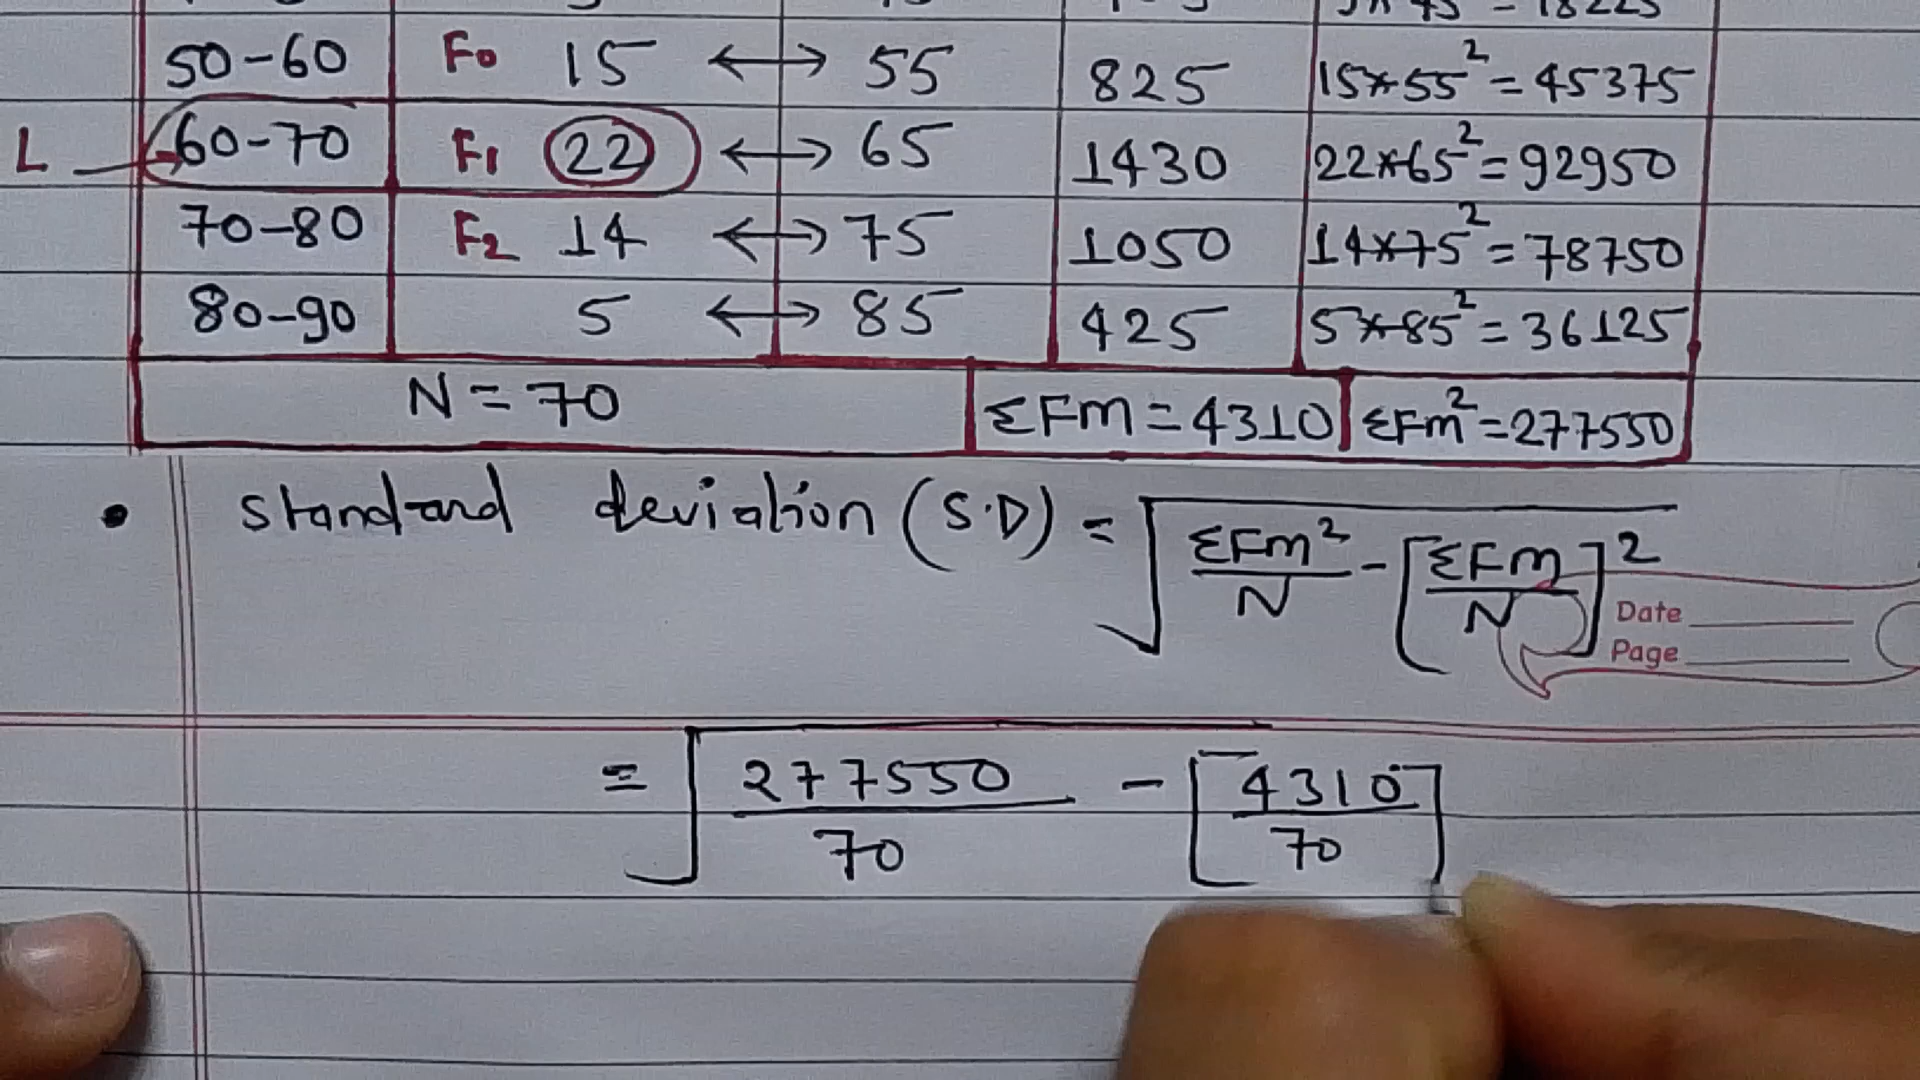 50-60 F0 15 ↔ 55 825 15*55² = 45375
L 60-70 F1 22 ↔ 65 1430 22*65² = 92950
70-80 F2 14 ↔ 75 1050 14*75² = 78750
80-90 5 ↔ 85 425 5*85² = 36125
N = 70 ΣFm = 4310 ΣFm² = 277550
• standard deviation (S.D) = √ ΣFm²/N - [ΣFm/N]²
Date
Page
= √ 277550/70 - [4310/70]